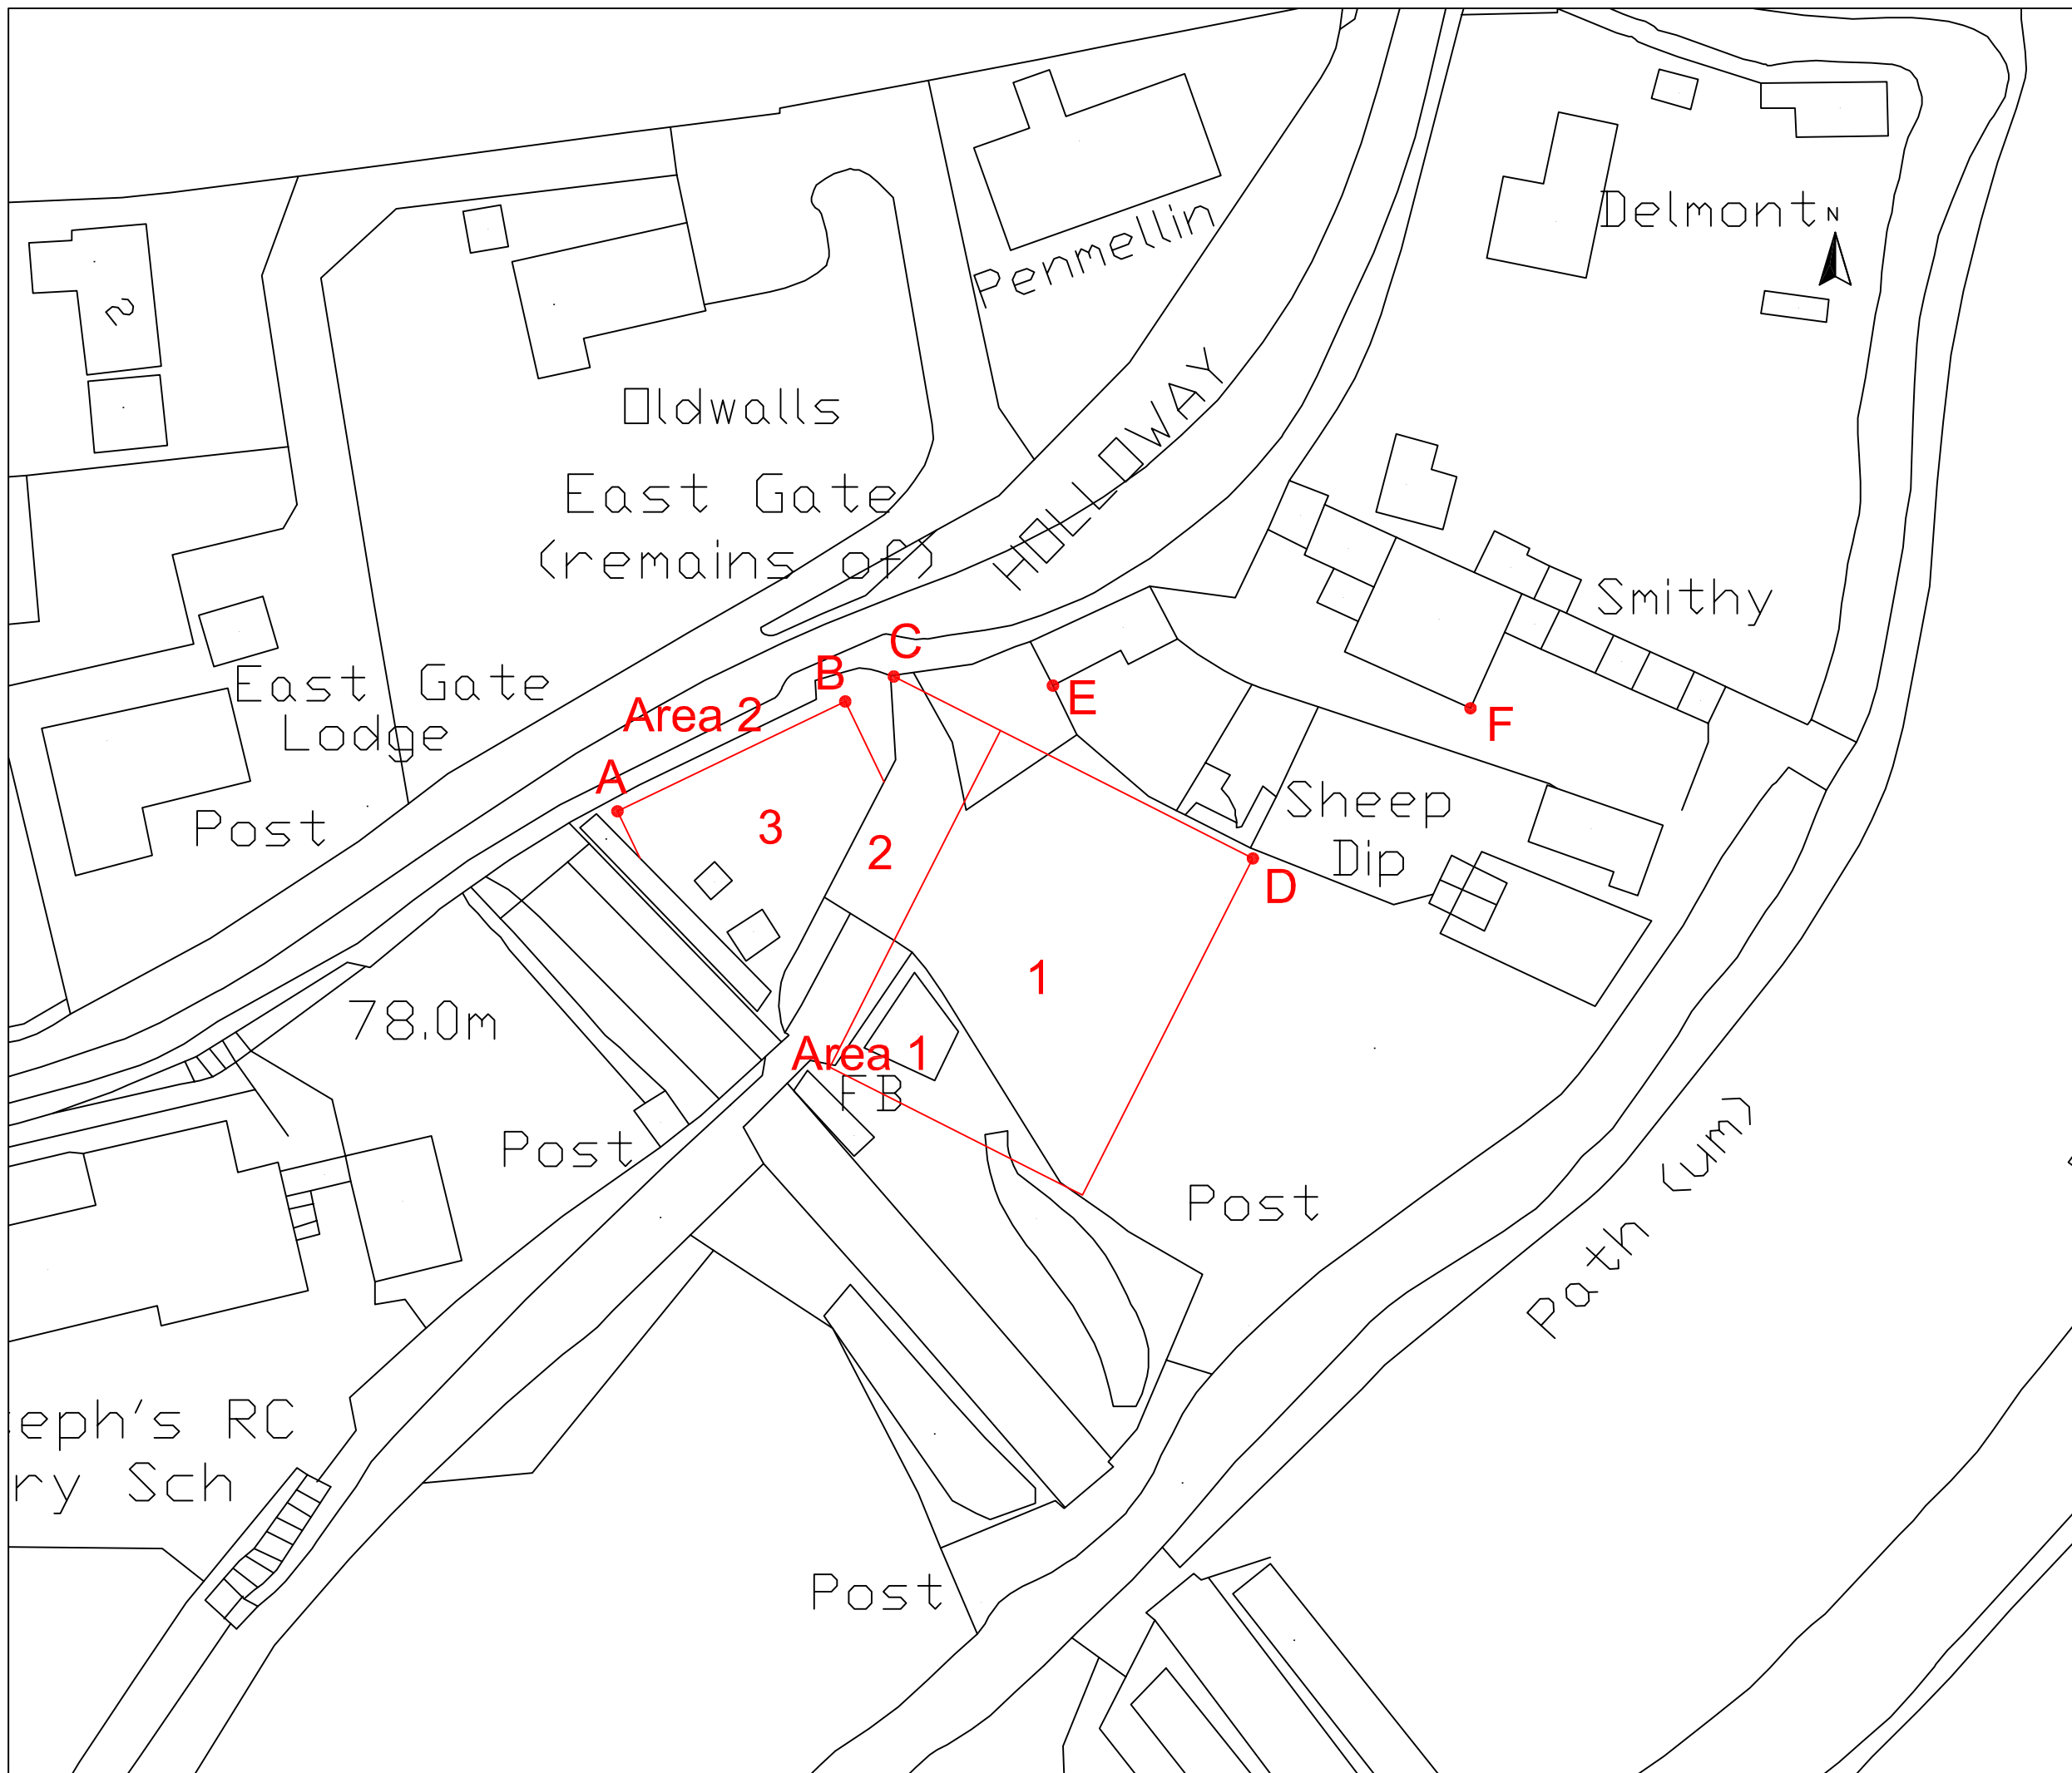 Delmont
N
Penmellin
2
Oldwalls
East Gate
(remains of)
HOLLOWAY
Smithy
C
B
E
East Gate
Lodge
Area 2
F
A
Post
3
2
Sheep
Dip
D
1
78.0m
Area 1
FB
Post
Post
Path (um)
eph's RC
ry Sch
Post